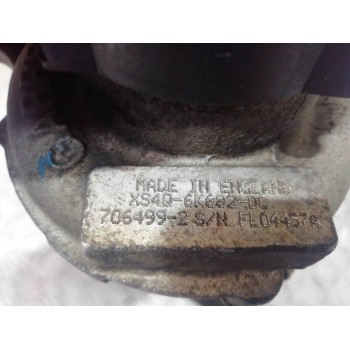 MADE IN ENGLAND
XS4Q-6K682-DC
706499-2 S/N FL04457A